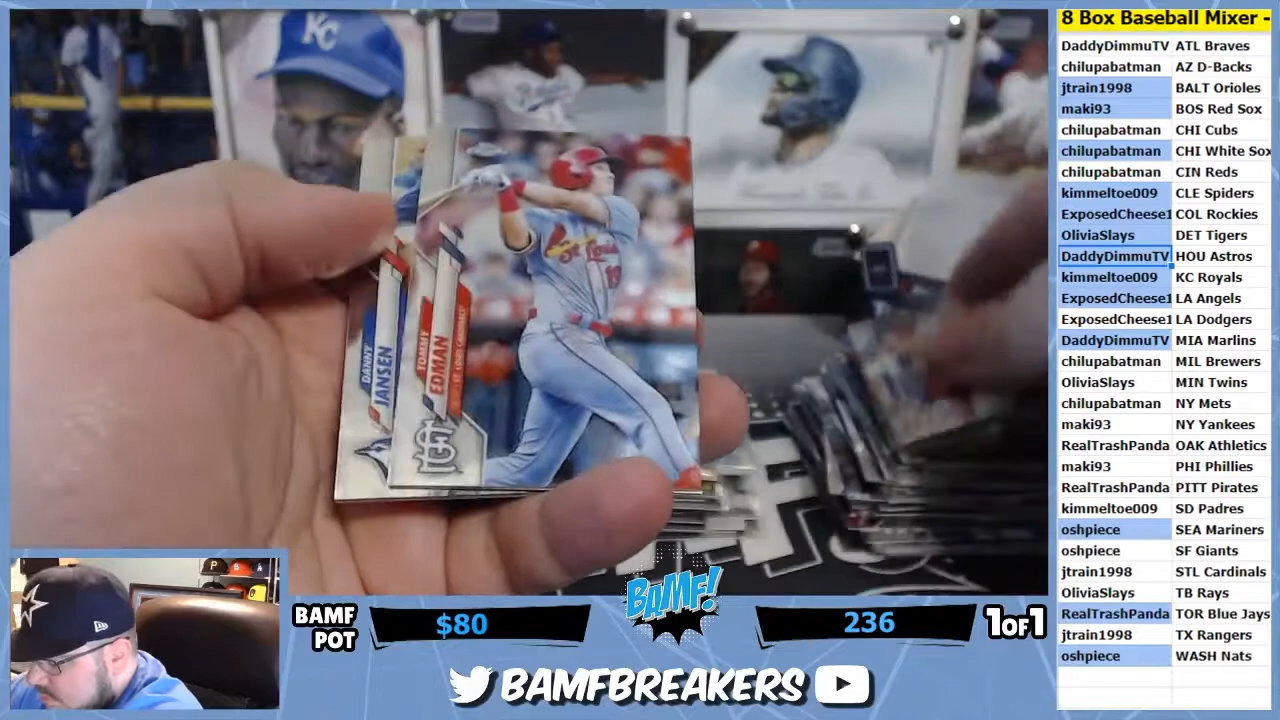 8 Box Baseball Mixer -
DaddyDimmuTV ATL Braves
chilupabatman AZ D-Backs
jtrain1998 BALT Orioles
maki93 BOS Red Sox
chilupabatman CHI Cubs
chilupabatman CHI White Sox
chilupabatman CIN Reds
kimmeltoe009 CLE Spiders
ExposedCheese1 COL Rockies
OliviaSlays DET Tigers
DaddyDimmuTV HOU Astros
kimmeltoe009 KC Royals
ExposedCheese1 LA Angels
ExposedCheese1 LA Dodgers
DaddyDimmuTV MIA Marlins
chilupabatman MIL Brewers
OliviaSlays MIN Twins
chilupabatman NY Mets
maki93 NY Yankees
RealTrashPanda OAK Athletics
maki93 PHI Phillies
RealTrashPanda PITT Pirates
kimmeltoe009 SD Padres
oshpiece SEA Mariners
oshpiece SF Giants
jtrain1998 STL Cardinals
OliviaSlays TB Rays
RealTrashPanda TOR Blue Jays
jtrain1998 TX Rangers
oshpiece WASH Nats
KC
DANNY
JANSEN
TOMMY
EDMAN
ST. LOUIS CARDINALS
St. Louis
19
BAMF
POT
$80
BAMF!
236
1OF1
BAMFBREAKERS